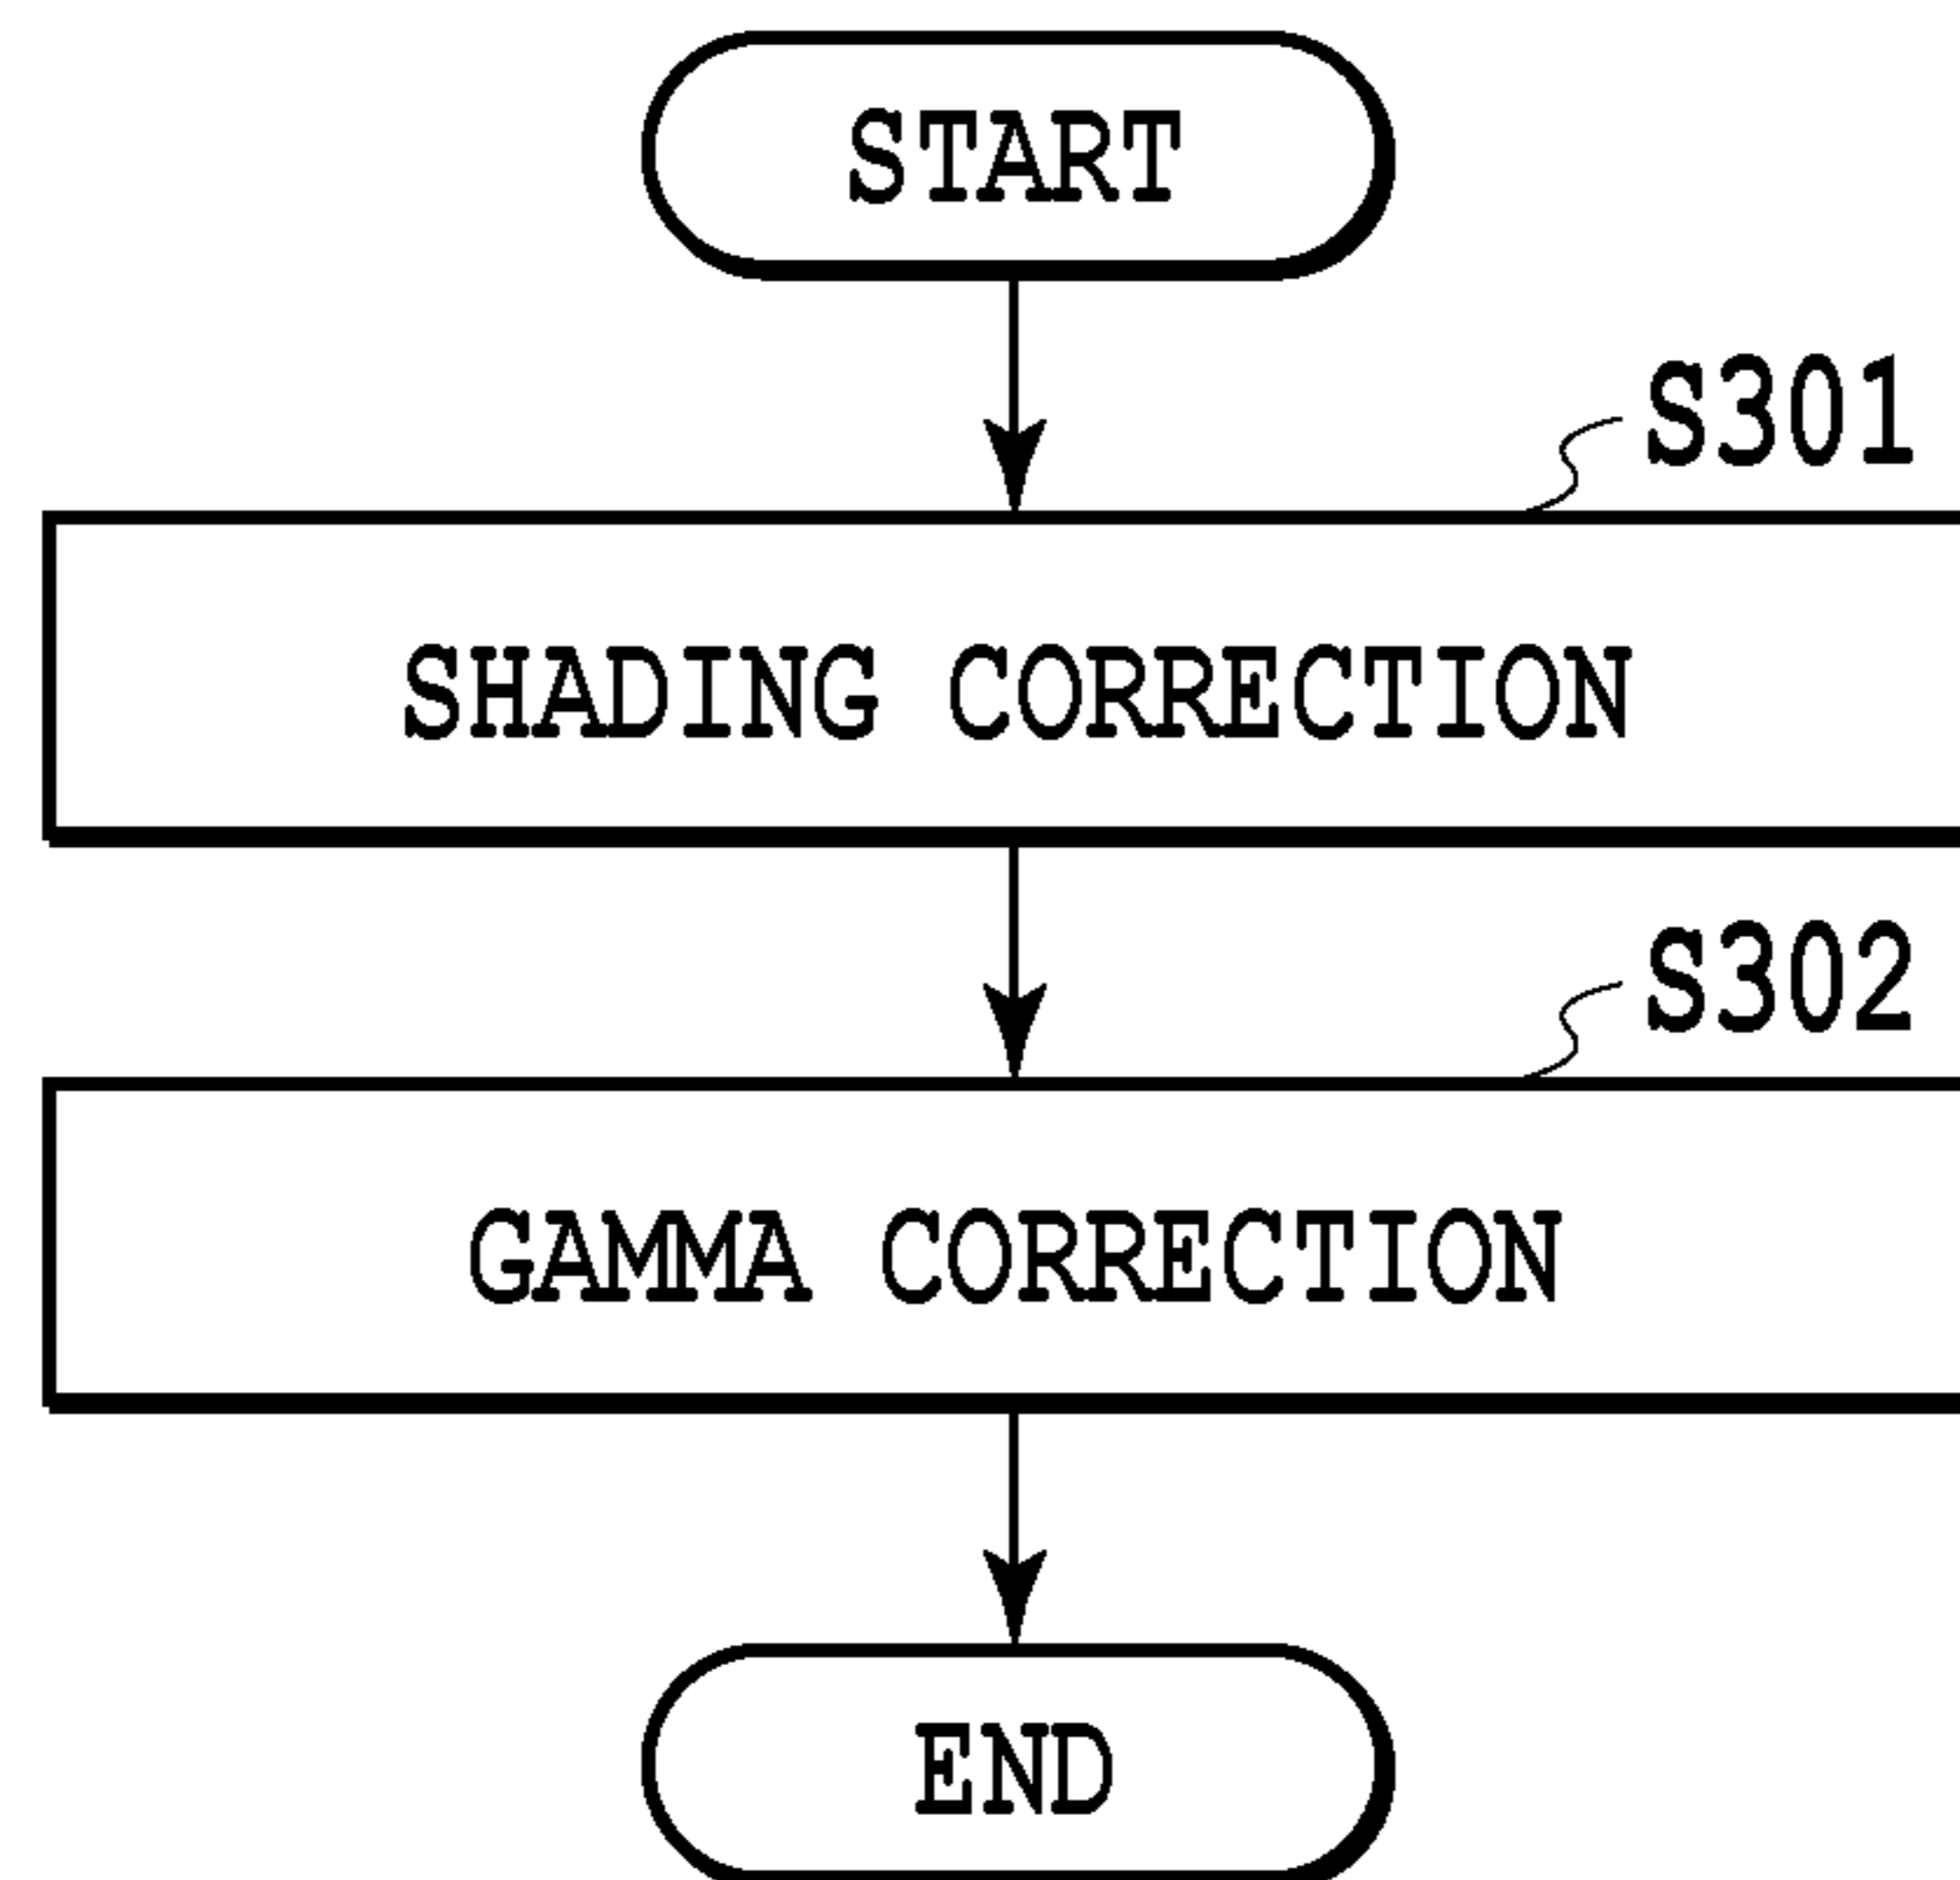 START
S301
SHADING CORRECTION
S302
GAMMA CORRECTION
END